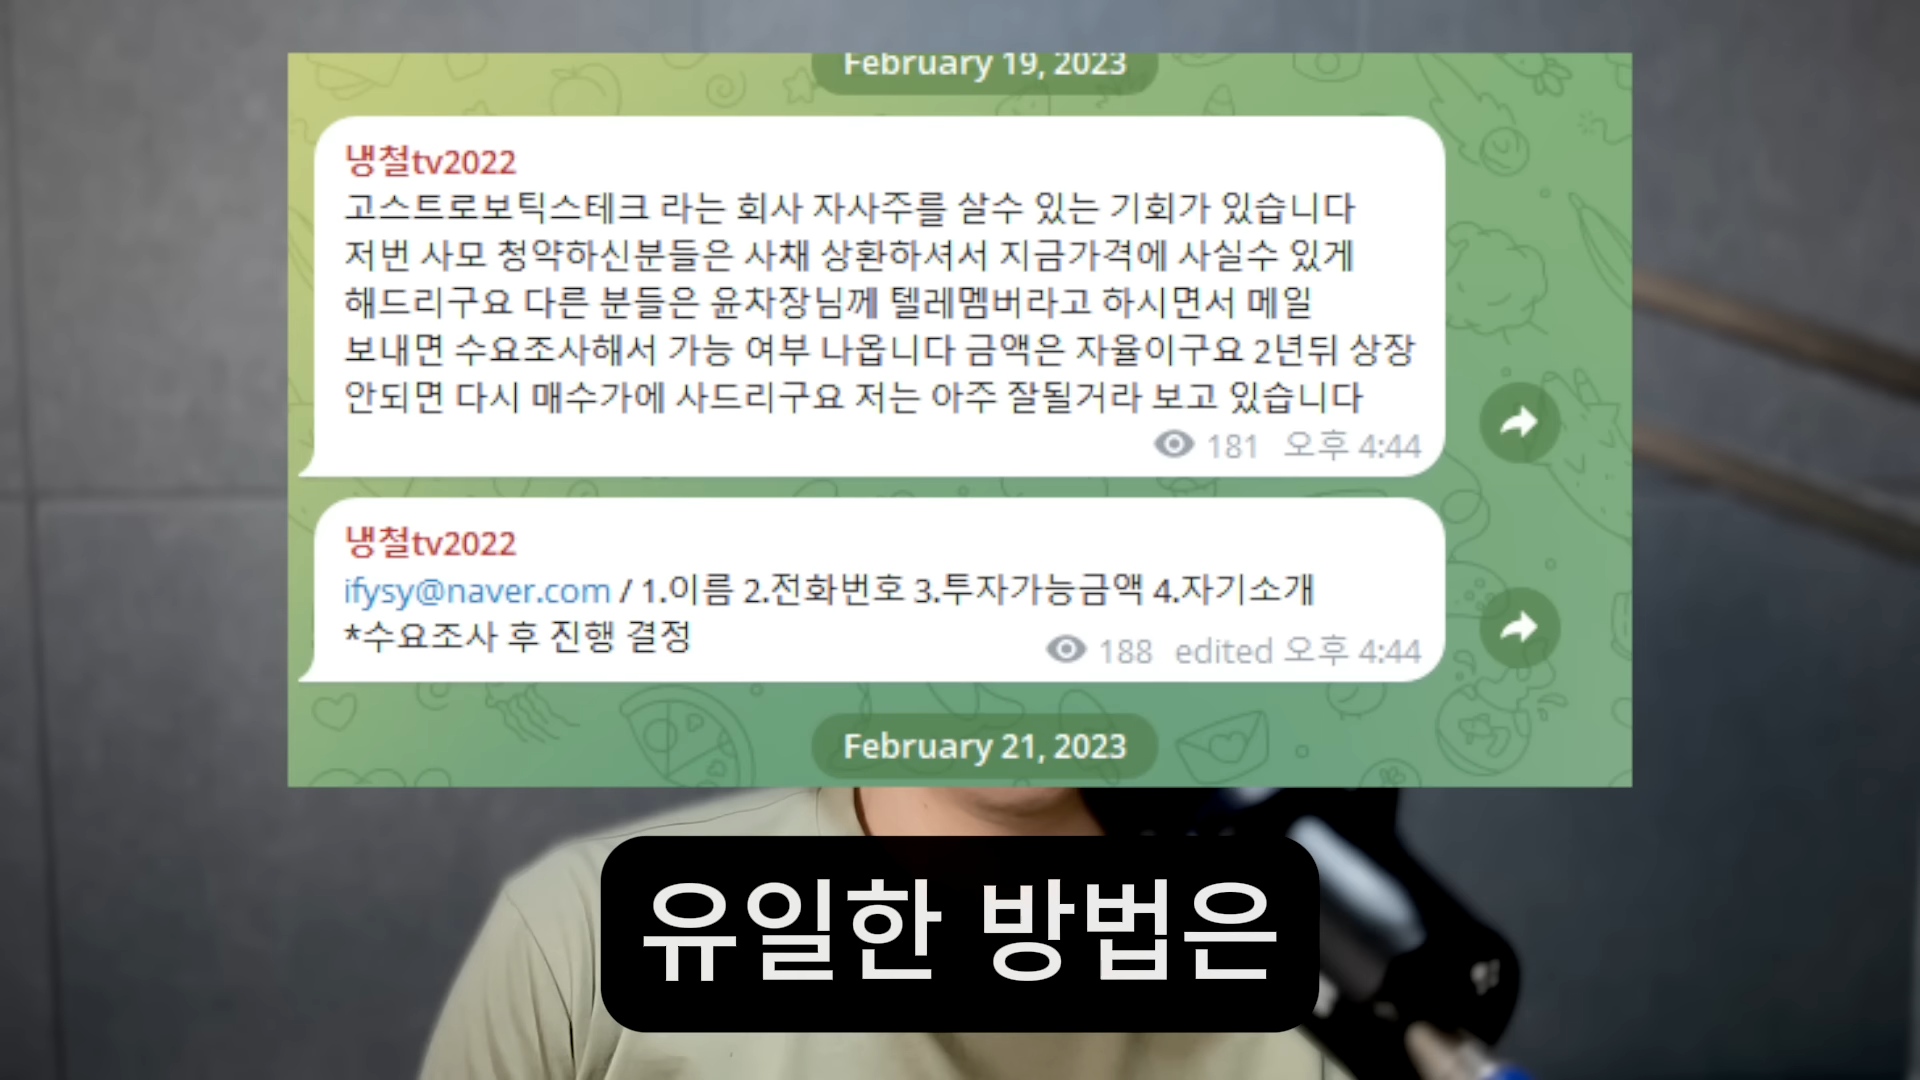 February 19, 2023
냉철tv2022
고스트로보틱스테크 라는 회사 자사주를 살수 있는 기회가 있습니다
저번 사모 청약하신분들은 사채 상환하셔서 지금가격에 사실수 있게
해드리구요 다른 분들은 윤차장님께 텔레멤버라고 하시면서 메일
보내면 수요조사해서 가능 여부 나옵니다 금액은 자율이구요 2년뒤 상장
안되면 다시 매수가에 사드리구요 저는 아주 잘될거라 보고 있습니다
181 오후 4:44
냉철tv2022
ifysy@naver.com / 1.이름 2.전화번호 3.투자가능금액 4.자기소개
*수요조사 후 진행 결정
188 edited 오후 4:44
February 21, 2023
유일한 방법은